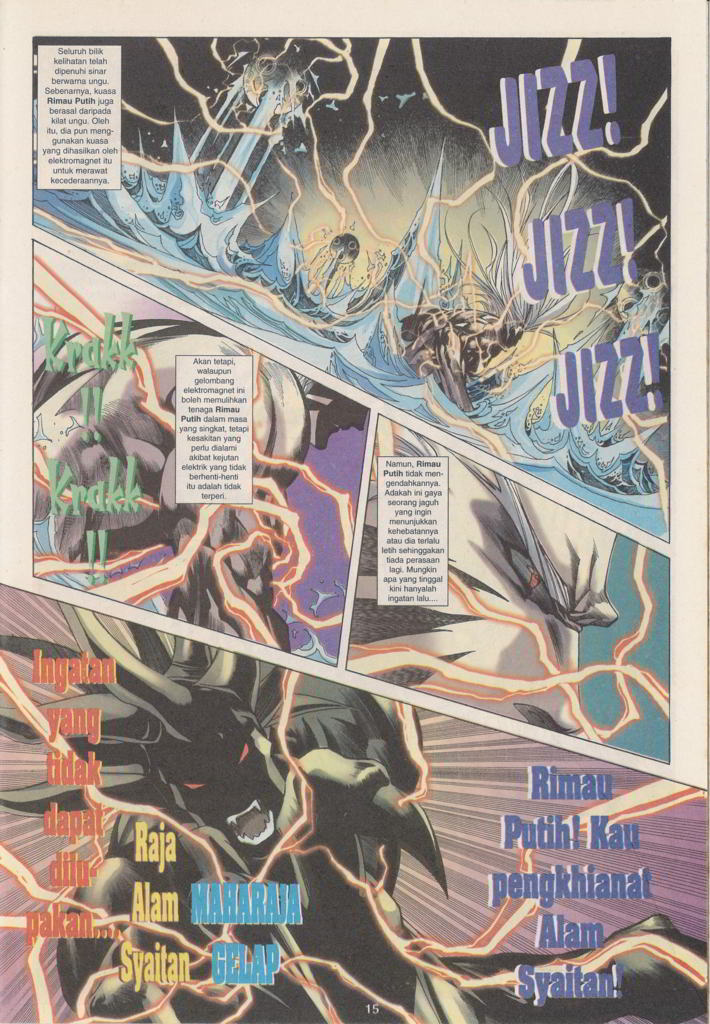 Seluruh bilik
kelihatan telah
dipenuhi sinar
berwarna ungu.
Sebenarnya, kuasa
Rimau Putih juga
berasal daripada
kilat ungu. Oleh
itu, dia pun meng-
gunakan kuasa
yang dihasilkan oleh
elektromagnet itu
untuk merawat
kecederaannya.
JIZZ!
JIZZ!
JIZZ!
Krakk
!!
Krakk
!!
Akan tetapi,
walaupun
gelombang
elektromagnet ini
boleh memulihkan
tenaga Rimau
Putih dalam masa
yang singkat, tetapi
kesakitan yang
perlu dialami
akibat kejutan
elektrik yang tidak
berhenti-henti
itu adalah tidak
terperi.
Namun, Rimau
Putih tidak men-
gendahkannya.
Adakah ini gaya
seorang jaguh
yang ingin
menunjukkan
kehebatannya
atau dia terlalu
letih sehinggakan
tiada perasaan
lagi. Mungkin
apa yang tinggal
kini hanyalah
ingatan lalu....
Ingatan
yang
tidak
dapat
dilu-
pakan....
Raja
Alam
Syaitan
MAHARAJA
GELAP
Rimau
Putih! Kau
pengkhianat
Alam
Syaitan!
15